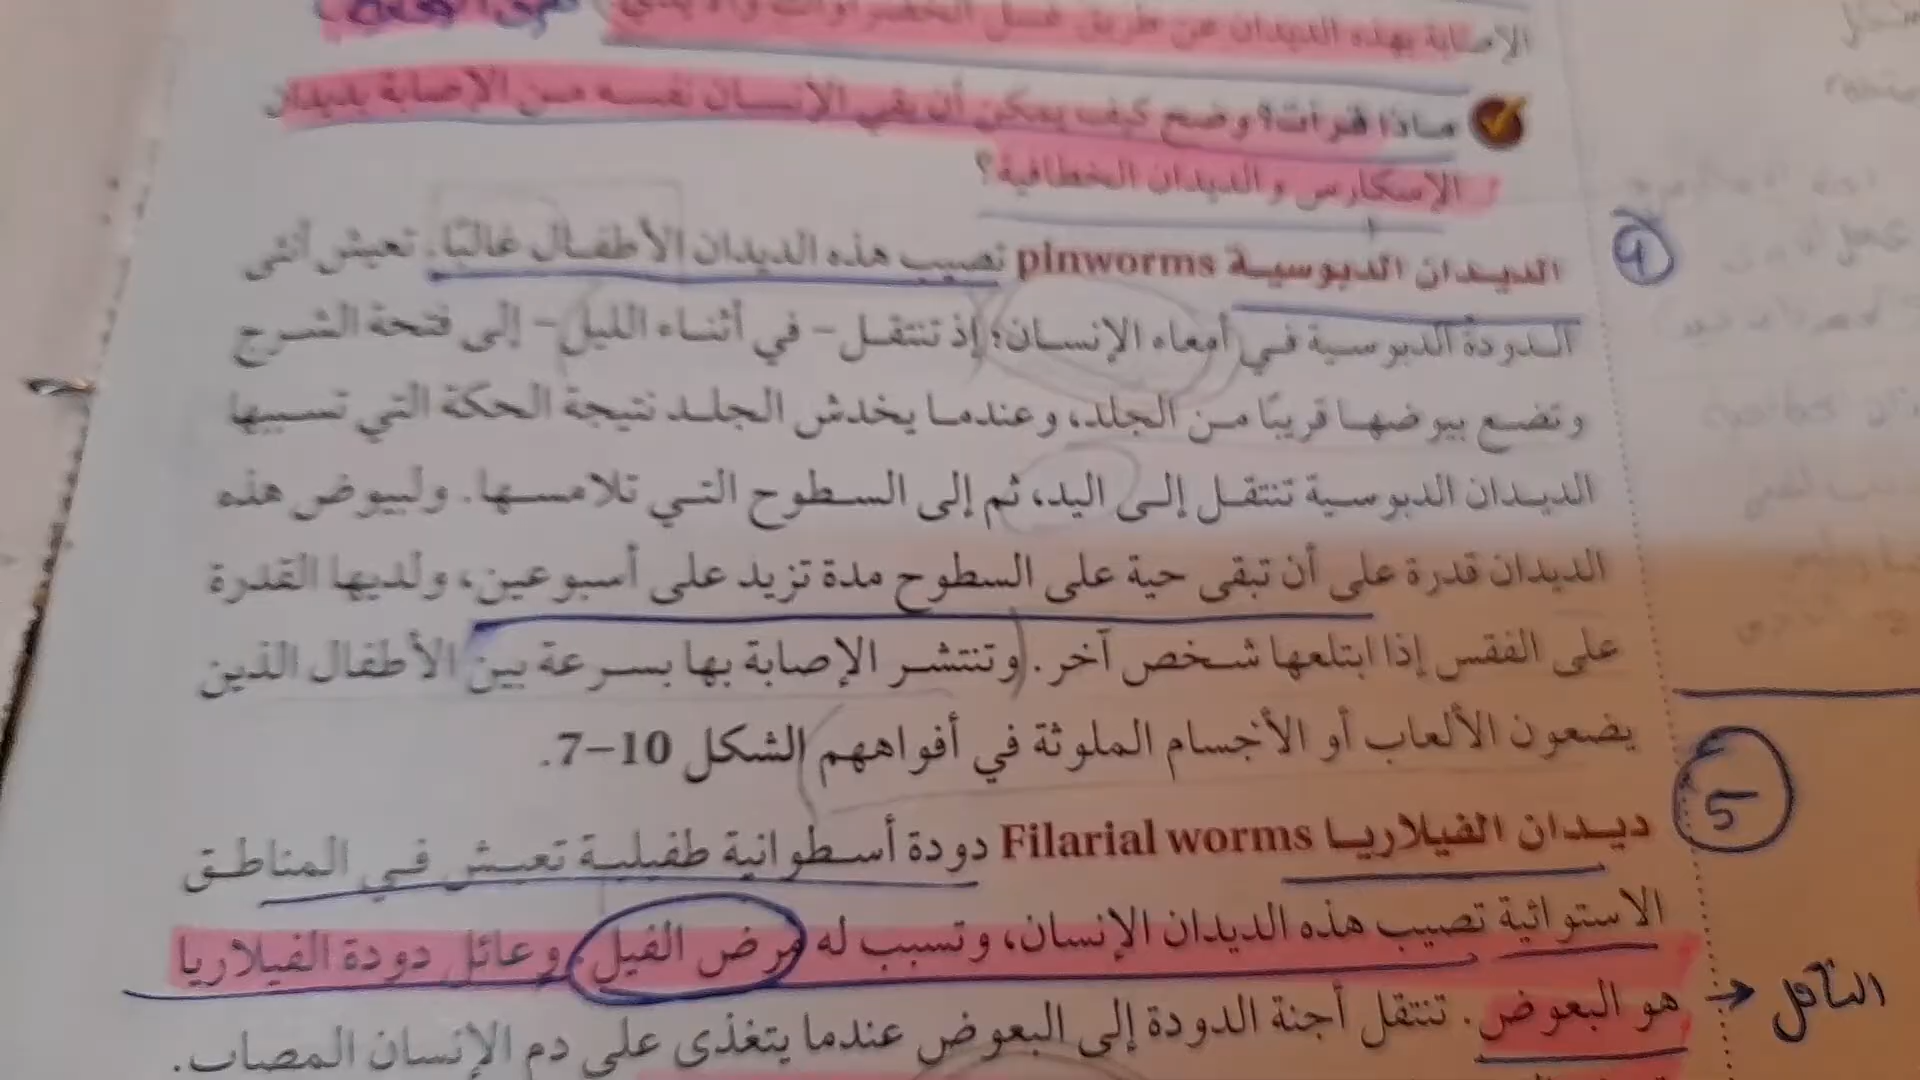 الإصابة بهذه الديدان عن طريق غسل الخضراوات
ماذا قرأت؟ وضح كيف يمكن أن يقي الإنسان نفسه من الإصابة بديدان
الإسكارس والديدان الخطافية؟
4
الديدان الدبوسية pinworms تصيب هذه الديدان الأطفال غالبًا. تعيش أنثى
الدودة الدبوسية في أمعاء الإنسان؛ إذ تنتقل - في أثناء الليل - إلى فتحة الشرج
وتضع بيوضها قريبًا من الجلد، وعندما يخدش الجلد نتيجة الحكة التي تسببها
الديدان الدبوسية تنتقل إلى اليد، ثم إلى السطوح التي تلامسها. ولبيوض هذه
الديدان قدرة على أن تبقى حية على السطوح مدة تزيد على أسبوعين، ولديها القدرة
على الفقس إذا ابتلعها شخص آخر. وتنتشر الإصابة بها بسرعة بين الأطفال الذين
يضعون الألعاب أو الأجسام الملوثة في أفواههم الشكل 10-7.
5
ديدان الفيلاريا Filarial worms دودة أسطوانية طفيلية تعيش في المناطق
الاستوائية تصيب هذه الديدان الإنسان، وتسبب له مرض الفيل وعائل دودة الفيلاريا
هو البعوض. تنتقل أجنة الدودة إلى البعوض عندما يتغذى على دم الإنسان المصاب.
الناقل